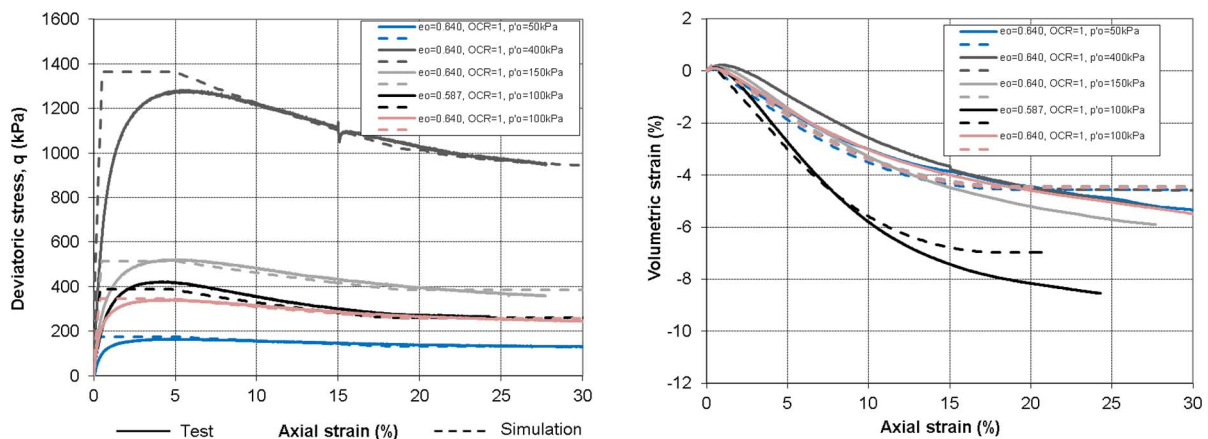 1600
1400
1200
1000
800
600
400
200
0
Deviatoric stress, q (kPa)
eo=0.640, OCR=1, p'o=50kPa
eo=0.640, OCR=1, p'o=400kPa
eo=0.640, OCR=1, p'o=150kPa
eo=0.587, OCR=1, p'o=100kPa
eo=0.640, OCR=1, p'o=100kPa
0 5 10 15 20 25 30
Test Axial strain (%) Simulation
2
0
-2
-4
-6
-8
-10
-12
Volumetric strain (%)
eo=0.640, OCR=1, p'o=50kPa
eo=0.640, OCR=1, p'o=400kPa
eo=0.640, OCR=1, p'o=150kPa
eo=0.587, OCR=1, p'o=100kPa
eo=0.640, OCR=1, p'o=100kPa
0 5 10 15 20 25 30
Axial strain (%)